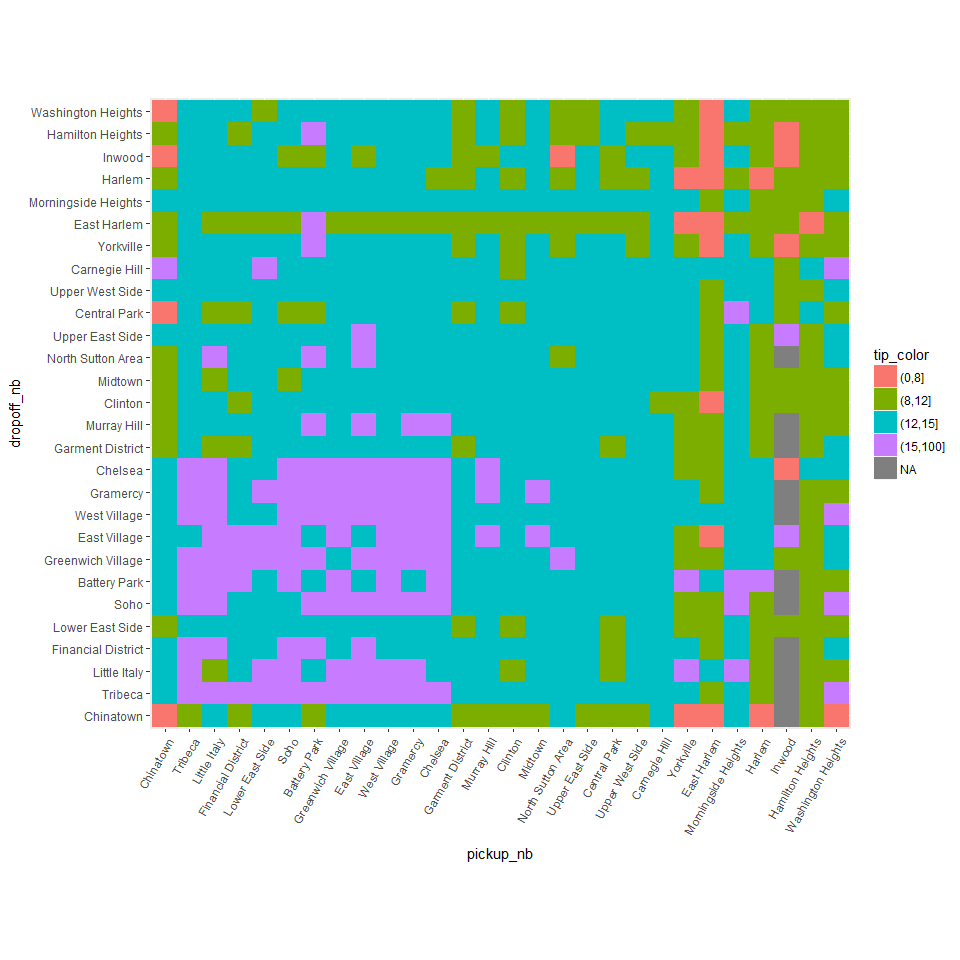 Washington Heights
Hamilton Heights
Inwood
Harlem
Morningside Heights
East Harlem
Yorkville
Carnegie Hill
Upper West Side
Central Park
Upper East Side
North Sutton Area
Midtown
Clinton
Murray Hill
Garment District
Chelsea
Gramercy
West Village
East Village
Greenwich Village
Battery Park
Soho
Lower East Side
Financial District
Little Italy
Tribeca
Chinatown
dropoff_nb
Chinatown
Tribeca
Little Italy
Financial District
Lower East Side
Soho
Battery Park
Greenwich Village
East Village
West Village
Gramercy
Chelsea
Garment District
Murray Hill
Clinton
Midtown
North Sutton Area
Upper East Side
Central Park
Upper West Side
Carnegie Hill
Yorkville
East Harlem
Morningside Heights
Harlem
Inwood
Hamilton Heights
Washington Heights
pickup_nb
tip_color
(0,8]
(8,12]
(12,15]
(15,100]
NA